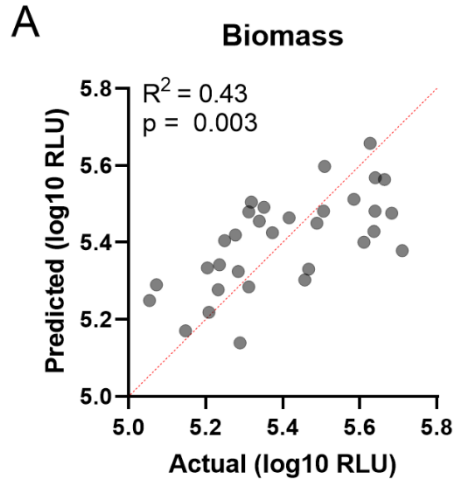 A
Biomass
R² = 0.43
p = 0.003
Predicted (log10 RLU)
5.8
5.6
5.4
5.2
5.0
5.0 5.2 5.4 5.6 5.8
Actual (log10 RLU)